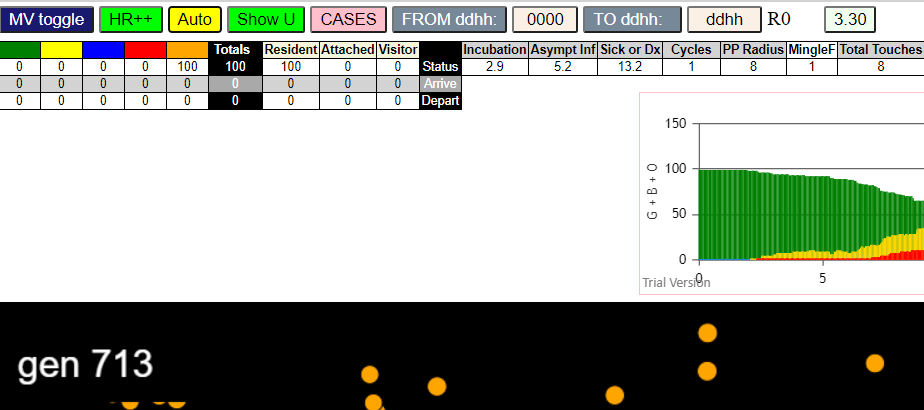 MV toggle HR++ Auto Show U CASES FROM ddhh: 0000 TO ddhh: ddhh R0 3.30
Totals Resident Attached Visitor Incubation Asympt Inf Sick or Dx Cycles PP Radius MingleF Total Touches
0 0 0 0 100 100 100 0 0 Status 2.9 5.2 13.2 1 8 1 8
0 0 0 0 0 0 0 0 0 Arrive
0 0 0 0 0 0 0 0 0 Depart
150
100
50
0
G + B + O
0 5
Trial Version
gen 713